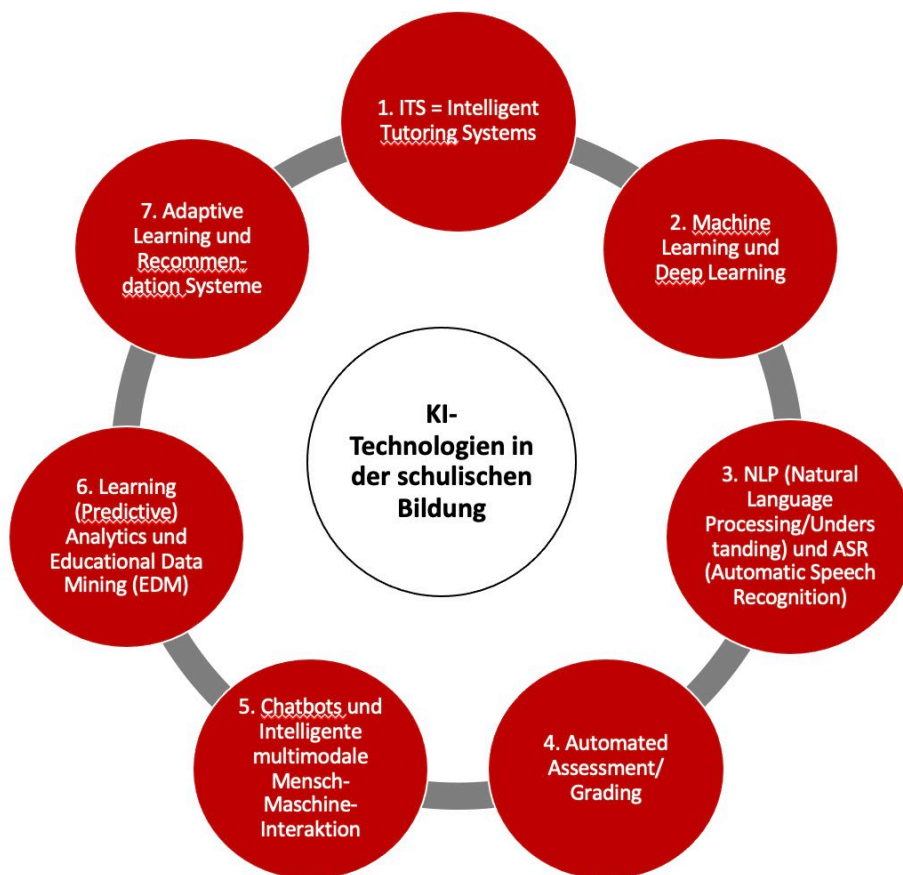 1. ITS = Intelligent
Tutoring Systems
2. Machine
Learning und
Deep Learning
3. NLP (Natural
Language
Processing/Unders
tanding) und ASR
(Automatic Speech
Recognition)
4. Automated
Assessment/
Grading
5. Chatbots und
Intelligente
multimodale
Mensch-
Maschine-
Interaktion
6. Learning
(Predictive)
Analytics und
Educational Data
Mining (EDM)
7. Adaptive
Learning und
Recommen-
dation Systeme
KI-
Technologien in
der schulischen
Bildung